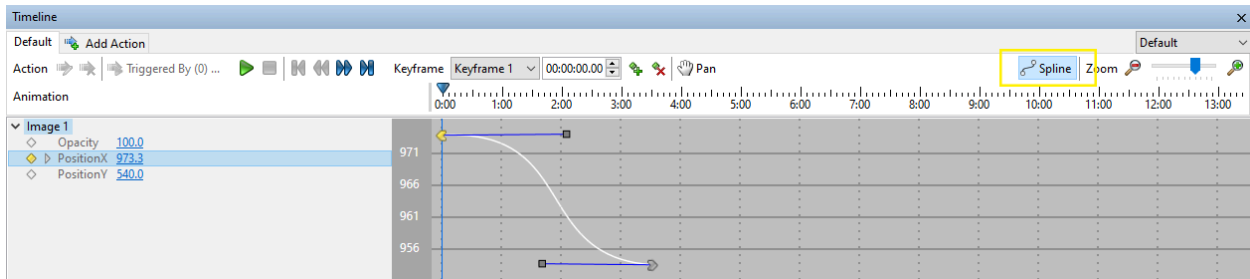 Timeline
Default Add Action Default
Action Triggered By (0) ... Keyframe Keyframe 1 00:00:00.00 Pan Spline Zoom
Animation 0:00 1:00 2:00 3:00 4:00 5:00 6:00 7:00 8:00 9:00 10:00 11:00 12:00 13:00
Image 1
Opacity 100.0
PositionX 973.3 971
PositionY 540.0
966
961
956